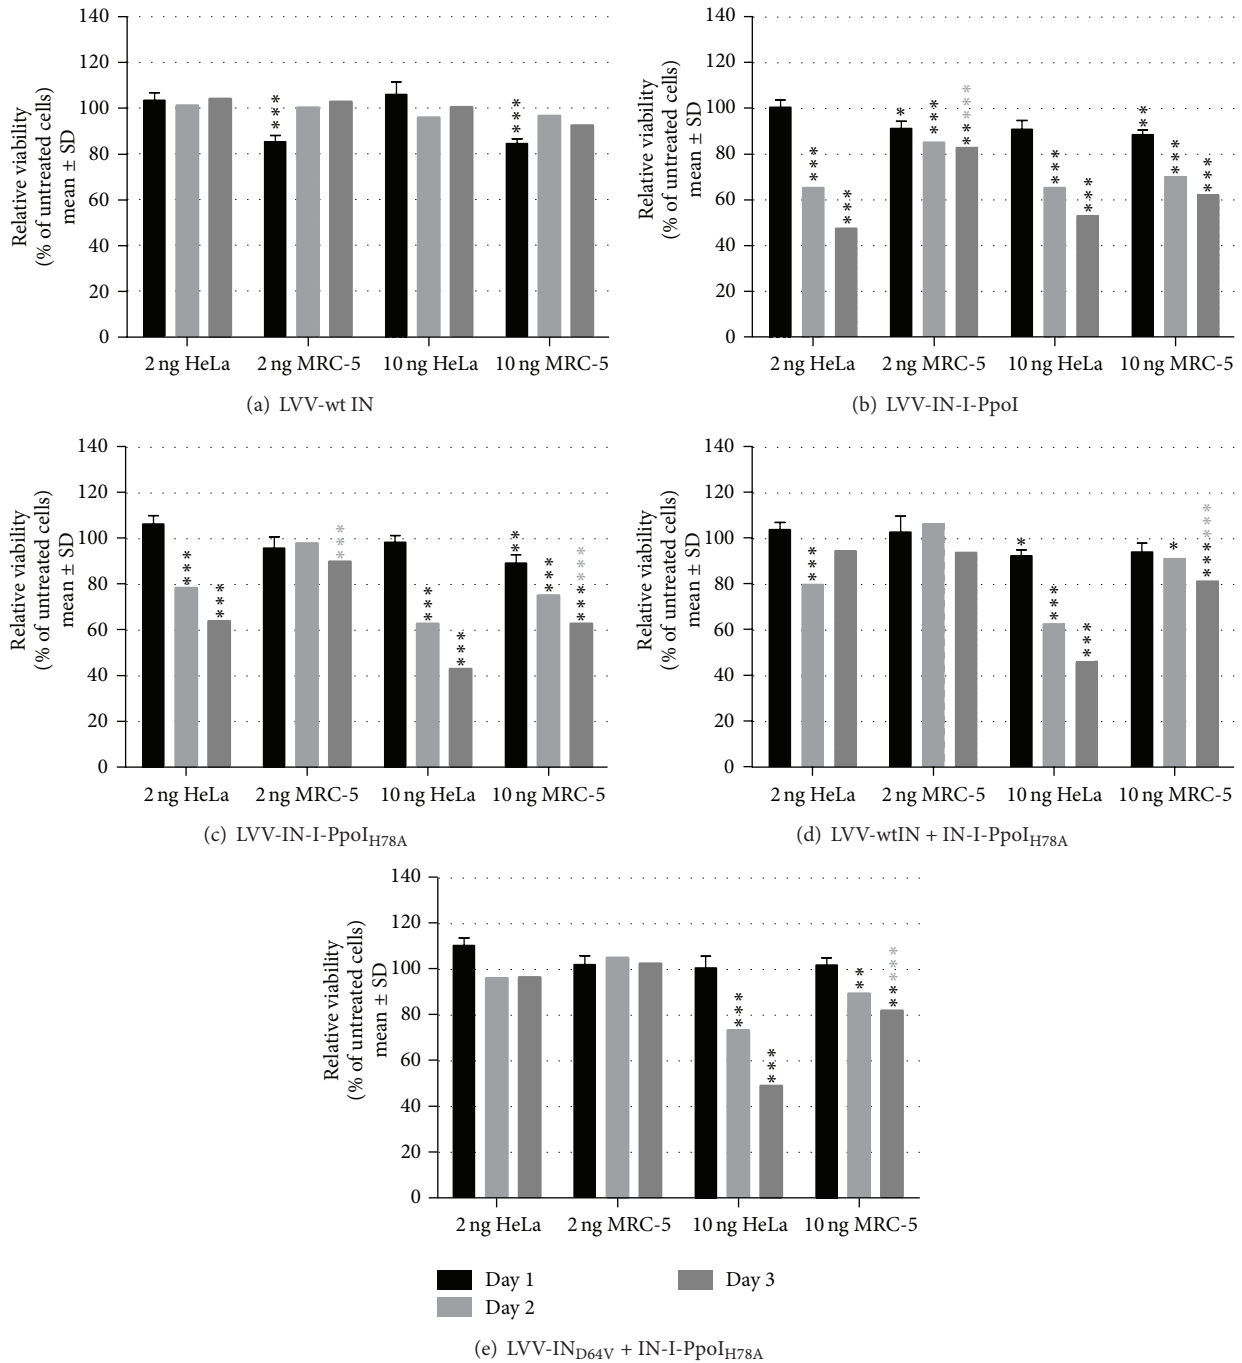 Relative viability
(% of untreated cells)
mean ± SD
140
120
100
80
60
40
20
0
***
***
2 ng HeLa
2 ng MRC-5
10 ng HeLa
10 ng MRC-5
(a) LVV-wt IN
Relative viability
(% of untreated cells)
mean ± SD
140
120
100
80
60
40
20
0
***
***
*
***
***
***
***
***
**
***
***
2 ng HeLa
2 ng MRC-5
10 ng HeLa
10 ng MRC-5
(b) LVV-IN-I-PpoI
Relative viability
(% of untreated cells)
mean ± SD
140
120
100
80
60
40
20
0
***
***
***
***
***
**
***
***
***
2 ng HeLa
2 ng MRC-5
10 ng HeLa
10 ng MRC-5
(c) LVV-IN-I-PpoI_H78A
Relative viability
(% of untreated cells)
mean ± SD
140
120
100
80
60
40
20
0
***
*
***
***
*
***
***
2 ng HeLa
2 ng MRC-5
10 ng HeLa
10 ng MRC-5
(d) LVV-wtIN + IN-I-PpoI_H78A
Relative viability
(% of untreated cells)
mean ± SD
140
120
100
80
60
40
20
0
***
***
**
***
***
2 ng HeLa
2 ng MRC-5
10 ng HeLa
10 ng MRC-5
Day 1
Day 2
Day 3
(e) LVV-IN_D64V + IN-I-PpoI_H78A